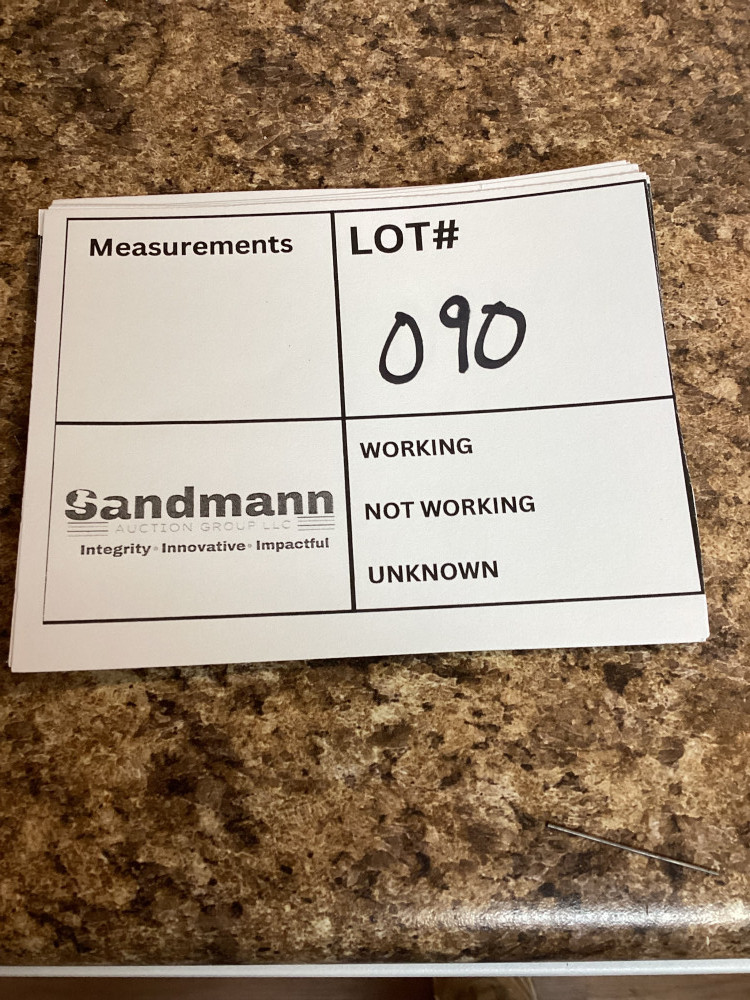 Measurements
LOT#
090
WORKING
NOT WORKING
UNKNOWN
Sandmann
AUCTION GROUP LLC
Integrity • Innovative • Impactful